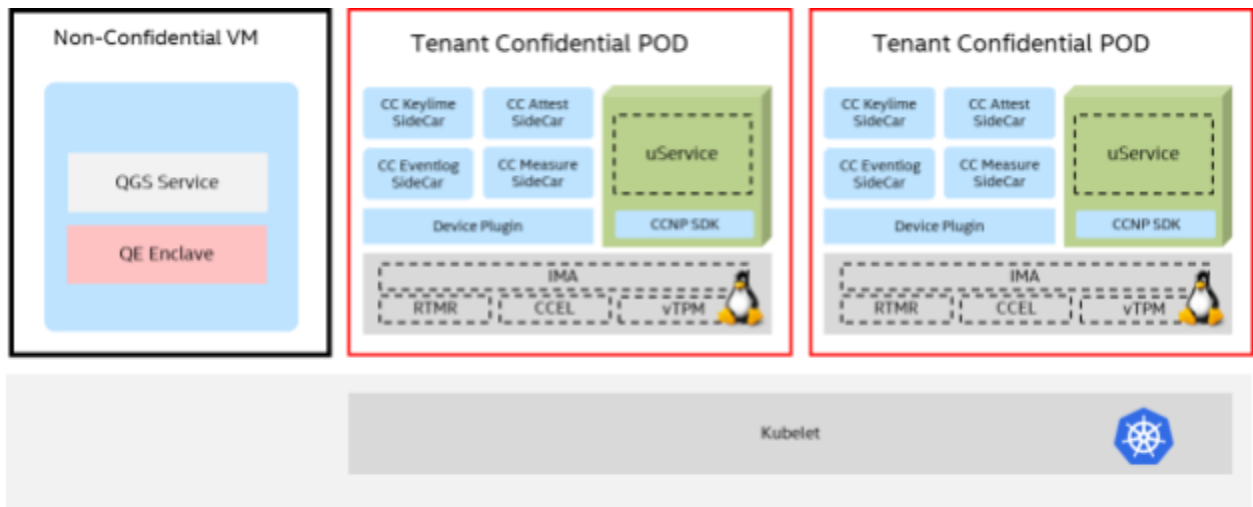 Non-Confidential VM
QGS Service
QE Enclave
Tenant Confidential POD
CC Keylime
SideCar
CC Attest
SideCar
CC Eventlog
SideCar
CC Measure
SideCar
uService
Device Plugin
CCNP SDK
IMA
RTMR
CCEL
vTPM
Tenant Confidential POD
CC Keylime
SideCar
CC Attest
SideCar
CC Eventlog
SideCar
CC Measure
SideCar
uService
Device Plugin
CCNP SDK
IMA
RTMR
CCEL
vTPM
Kubelet